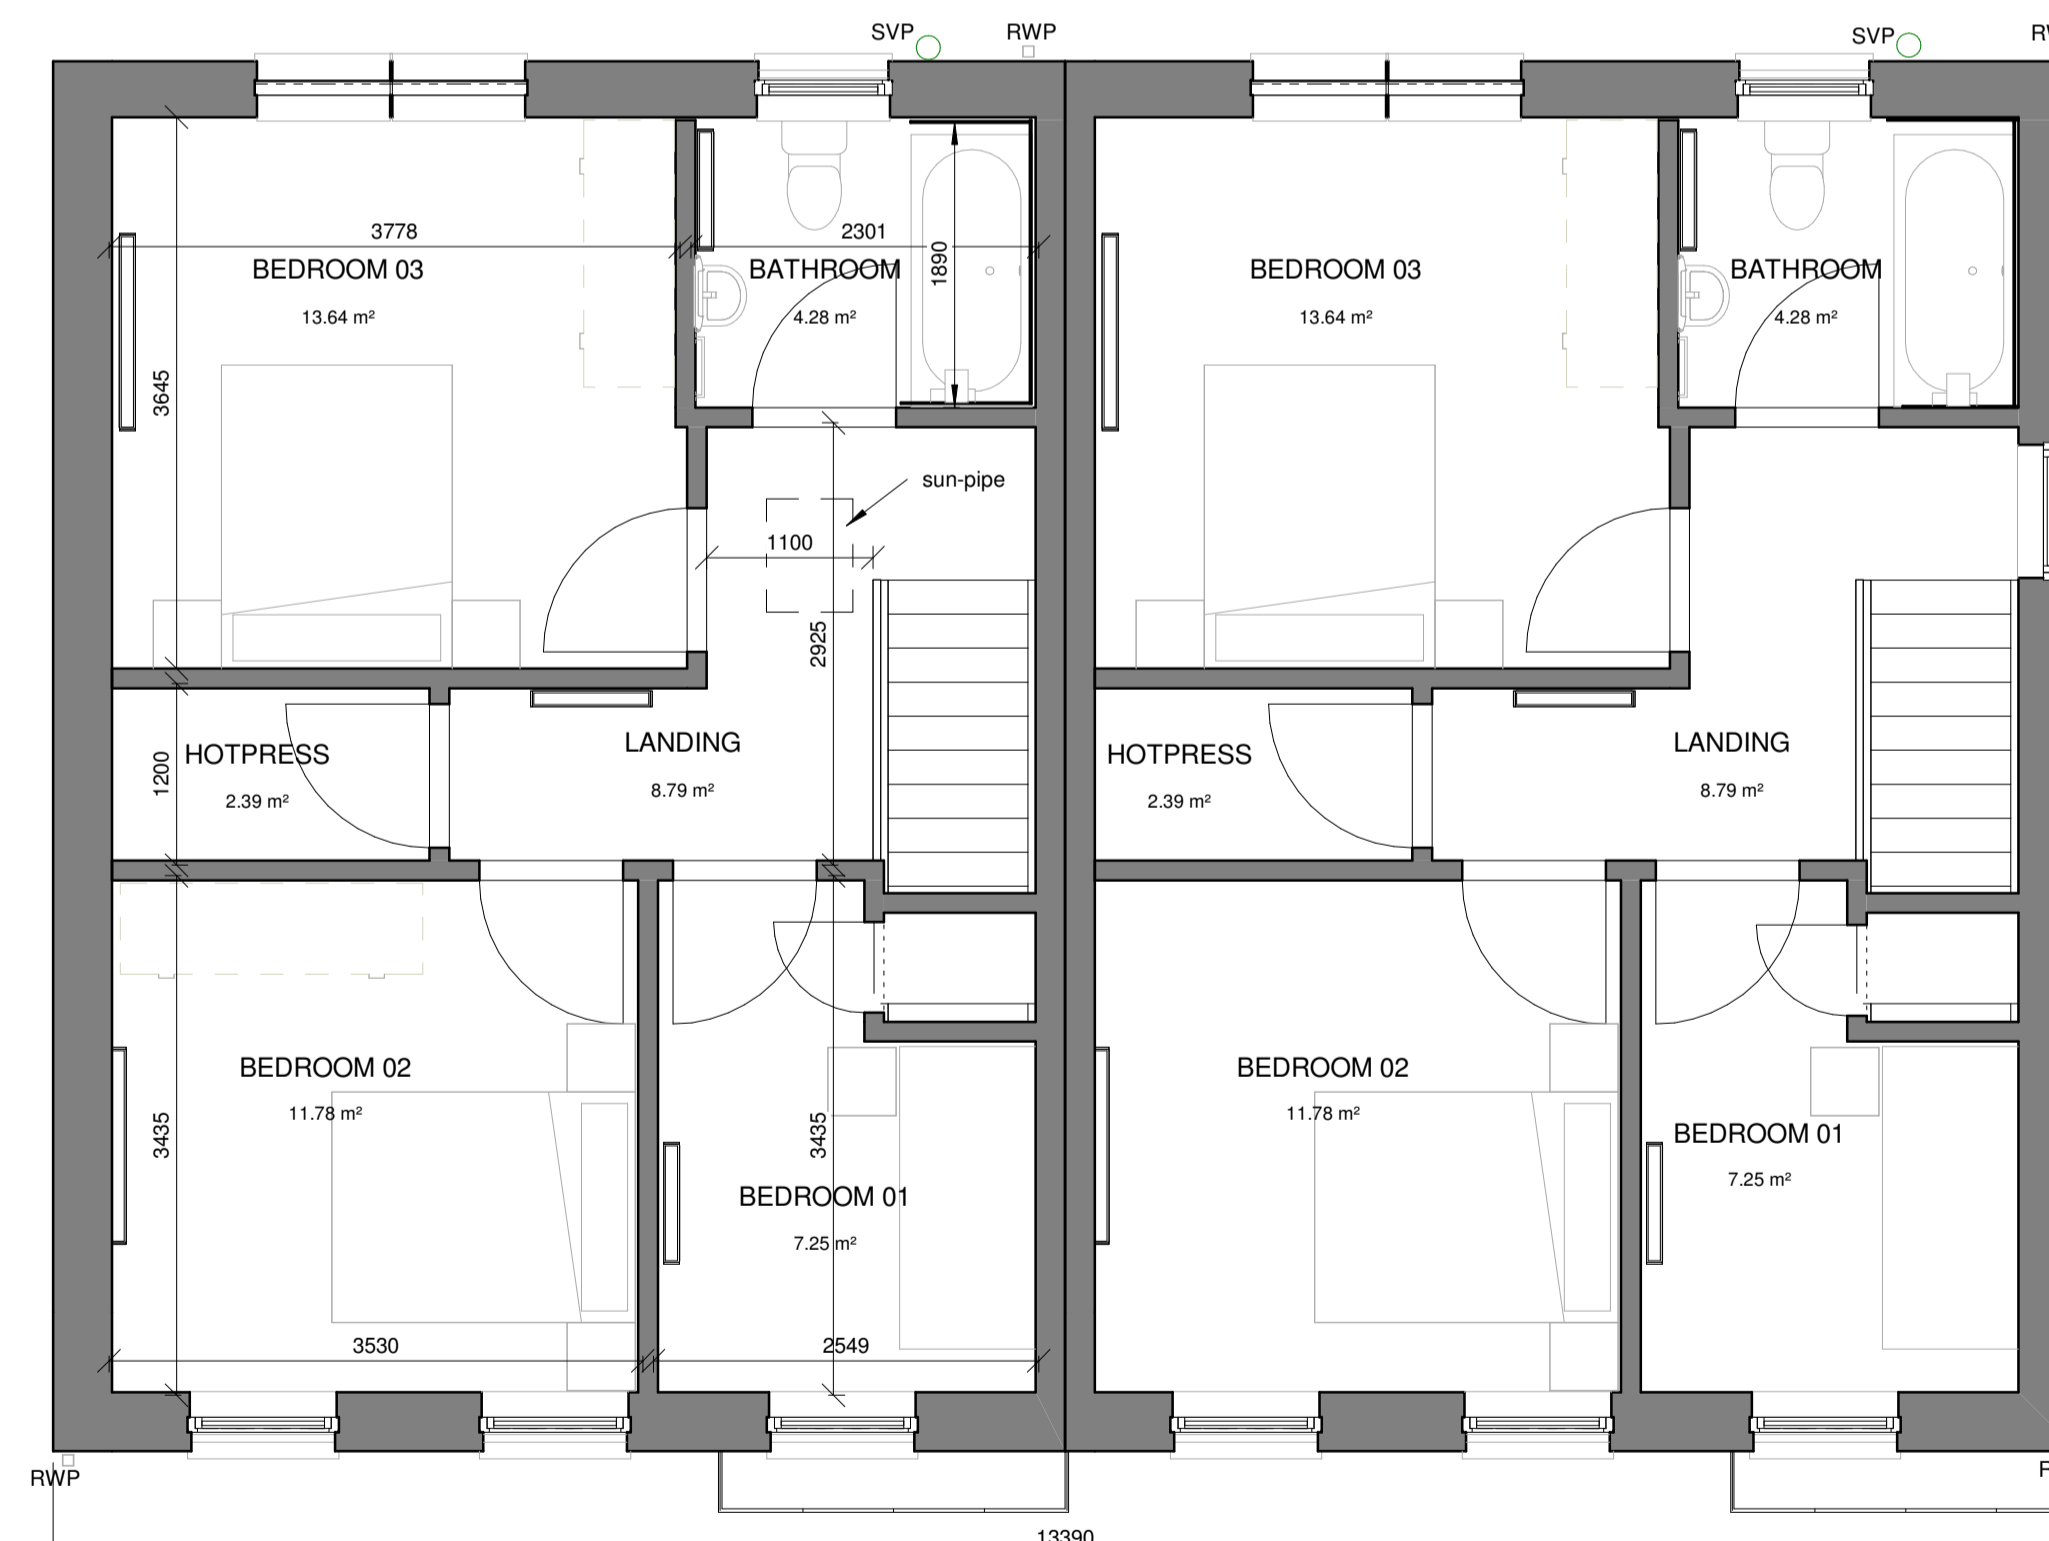 SVP
RWP
SVP
3778
2301
1890
BEDROOM 03
13.64 m²
BATHROOM
4.28 m²
BEDROOM 03
13.64 m²
BATHROOM
4.28 m²
3645
sun-pipe
1100
2925
HOTPRESS
2.39 m²
1200
LANDING
8.79 m²
HOTPRESS
2.39 m²
LANDING
8.79 m²
BEDROOM 02
11.78 m²
3435
3435
BEDROOM 01
7.25 m²
BEDROOM 02
11.78 m²
BEDROOM 01
7.25 m²
3530
2549
RWP
13390